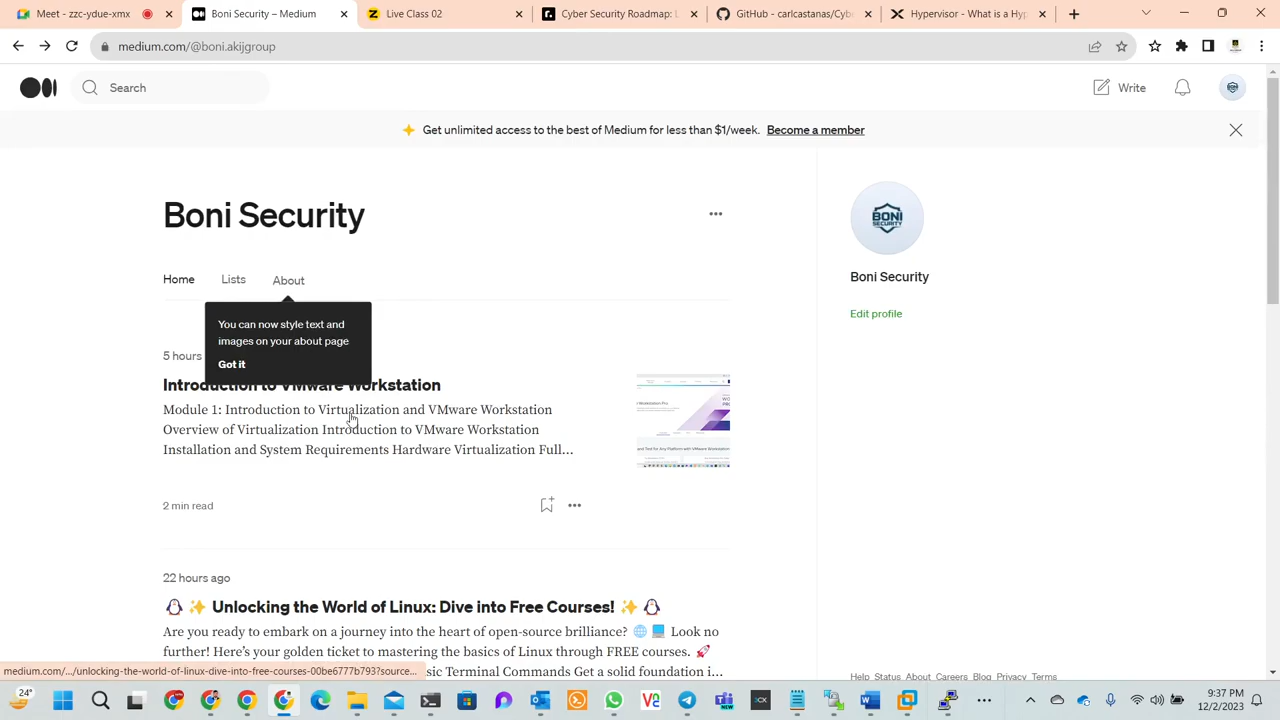 Meet – zzc-zdue-xmx
Boni Security – Medium
Live Class 02
Cyber Security Roadmap: L
GitHub - carlcastanas/Cyb
Hypervisor - What is a Hyp
medium.com/@boni.akijgroup
Search
Write
Get unlimited access to the best of Medium for less than $1/week. Become a member
Boni Security
BONI
SECURITY
Boni Security
Edit profile
Home
Lists
About
You can now style text and
images on your about page
Got it
5 hours
Introduction to VMware Workstation
Module 1: Introduction to Virtualization and VMware Workstation
Overview of Virtualization Introduction to VMware Workstation
Installation and System Requirements Hardware Virtualization Full...
2 min read
22 hours ago
🐧 ✨ Unlocking the World of Linux: Dive into Free Courses! ✨ 🐧
Are you ready to embark on a journey into the heart of open-source brilliance? 🌐 💻 Look no
further! Here's your golden ticket to mastering the basics of Linux through FREE courses. 🚀
sic Terminal Commands Get a solid foundation i...
medium.com/.../unlocking-the-world-of-linux-dive-into-free-courses-00be6777b793?source...
Help Status About Careers Blog Privacy Terms
24°
9:37 PM
12/2/2023